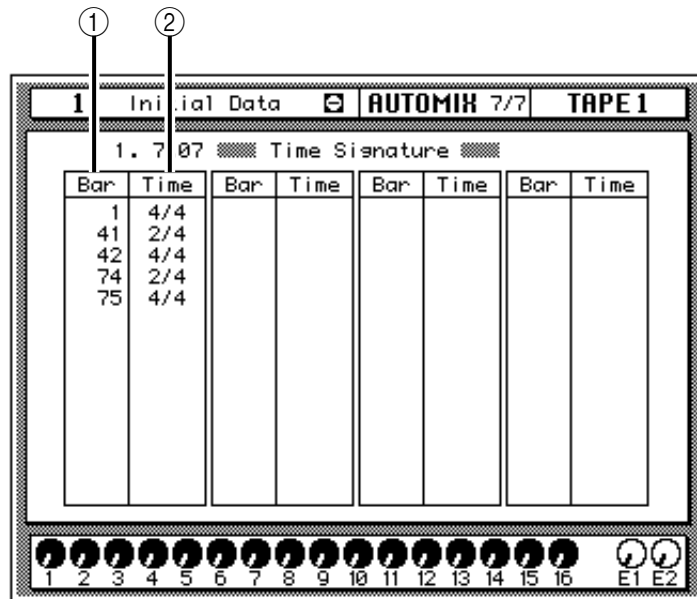 ① ②
1 Initial Data AUTOMIX 7/7 TAPE 1
1. 7 07 Time Signature
Bar Time Bar Time Bar Time Bar Time
1 4/4
41 2/4
42 4/4
74 2/4
75 4/4
1 2 3 4 5 6 7 8 9 10 11 12 13 14 15 16 E1 E2